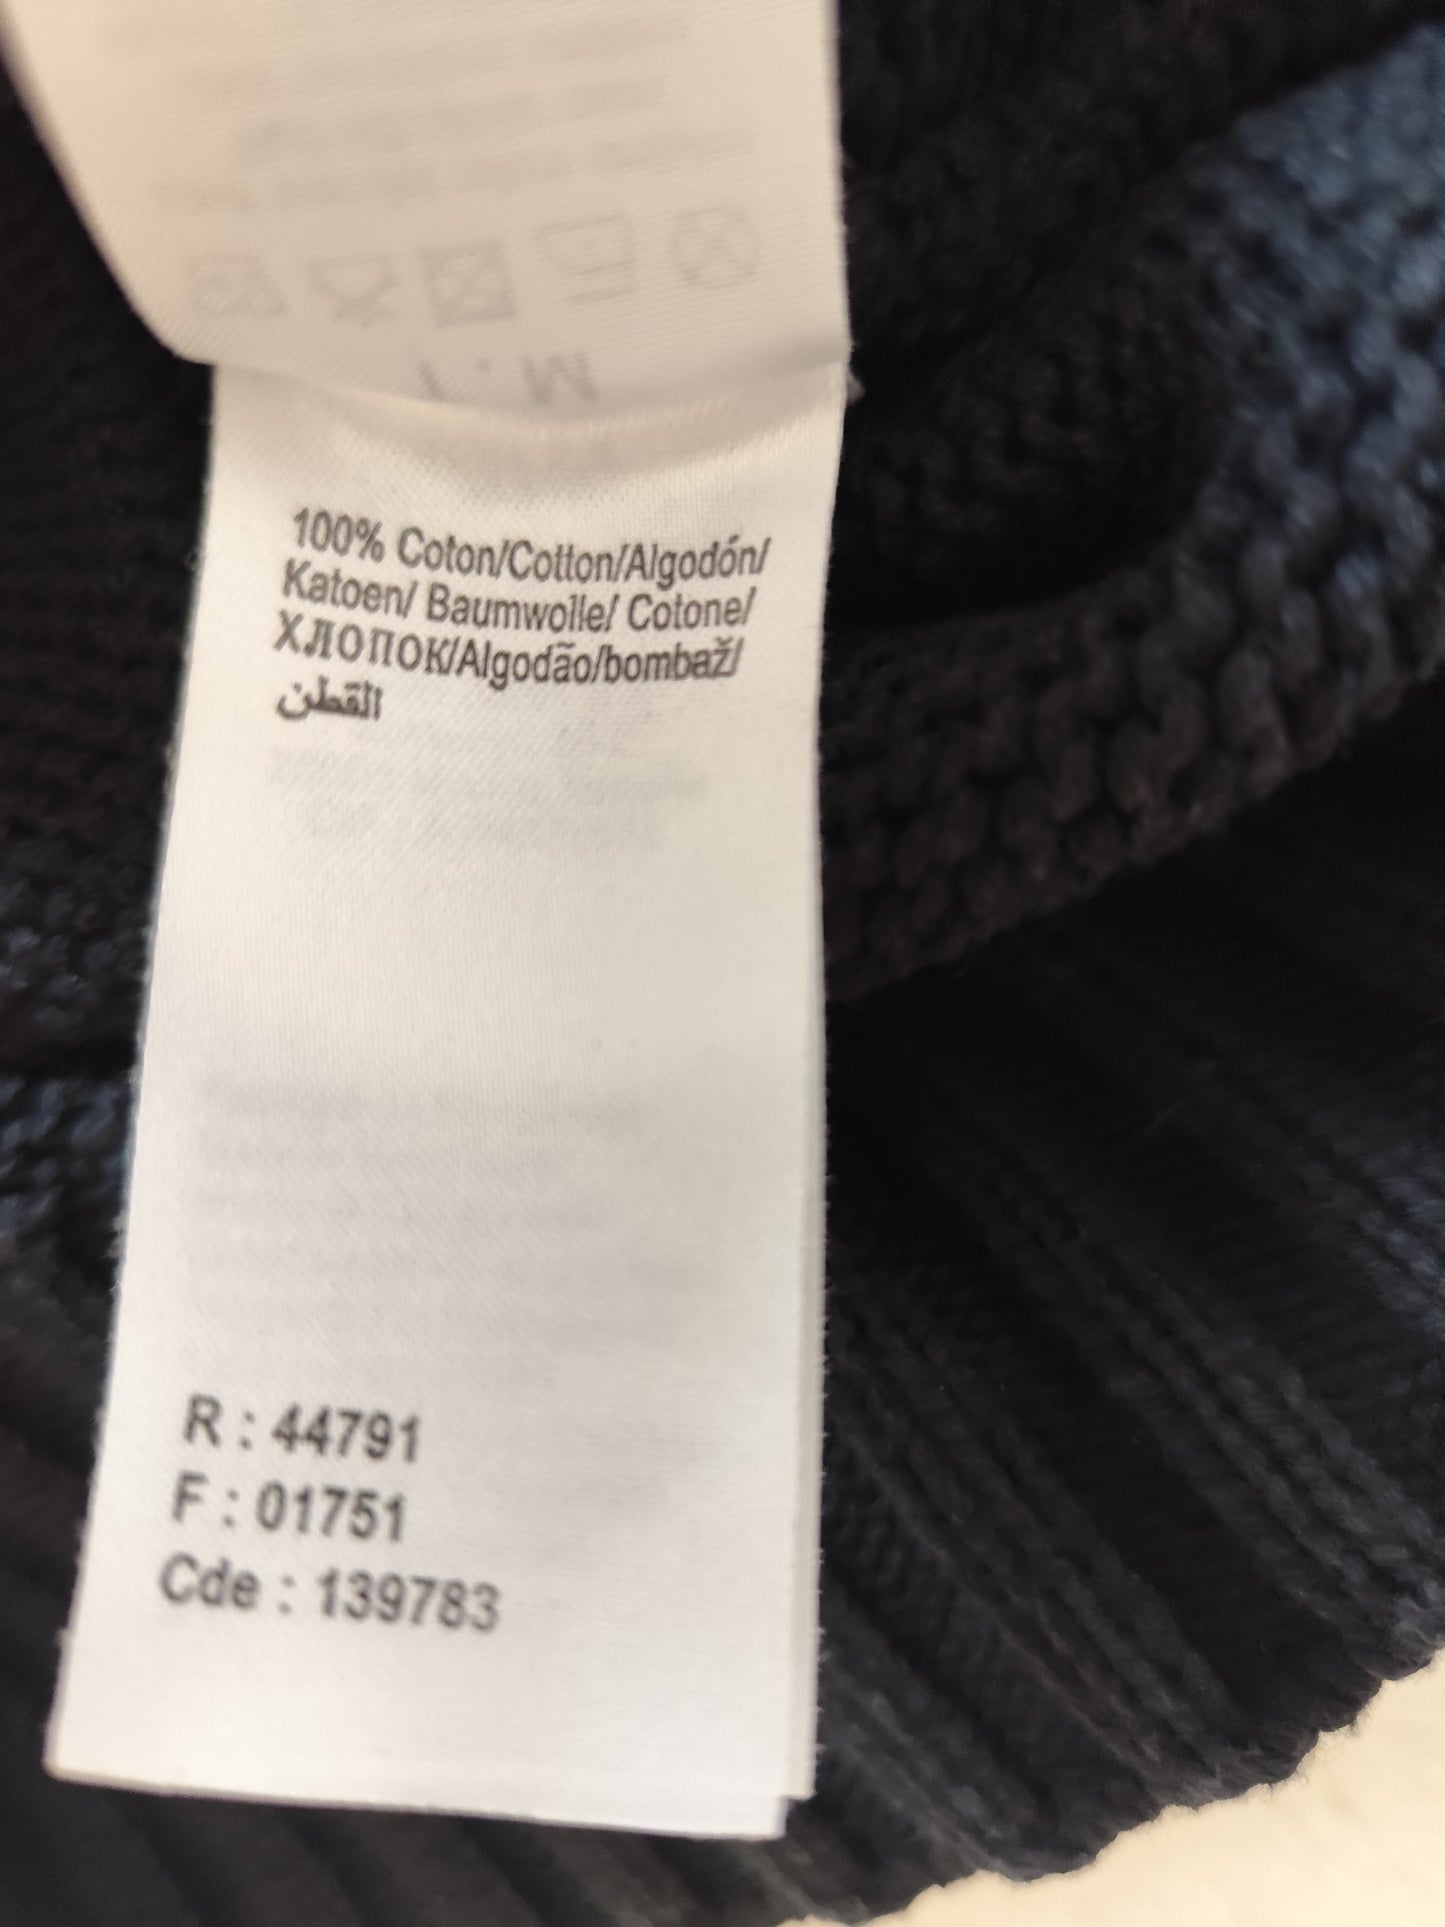 100% Coton/Cotton/Algodón/
Katoen/ Baumwolle/ Cotone/
ХЛОПОК/Algodão/bombaž/
القطن
R : 44791
F : 01751
Cde : 139783